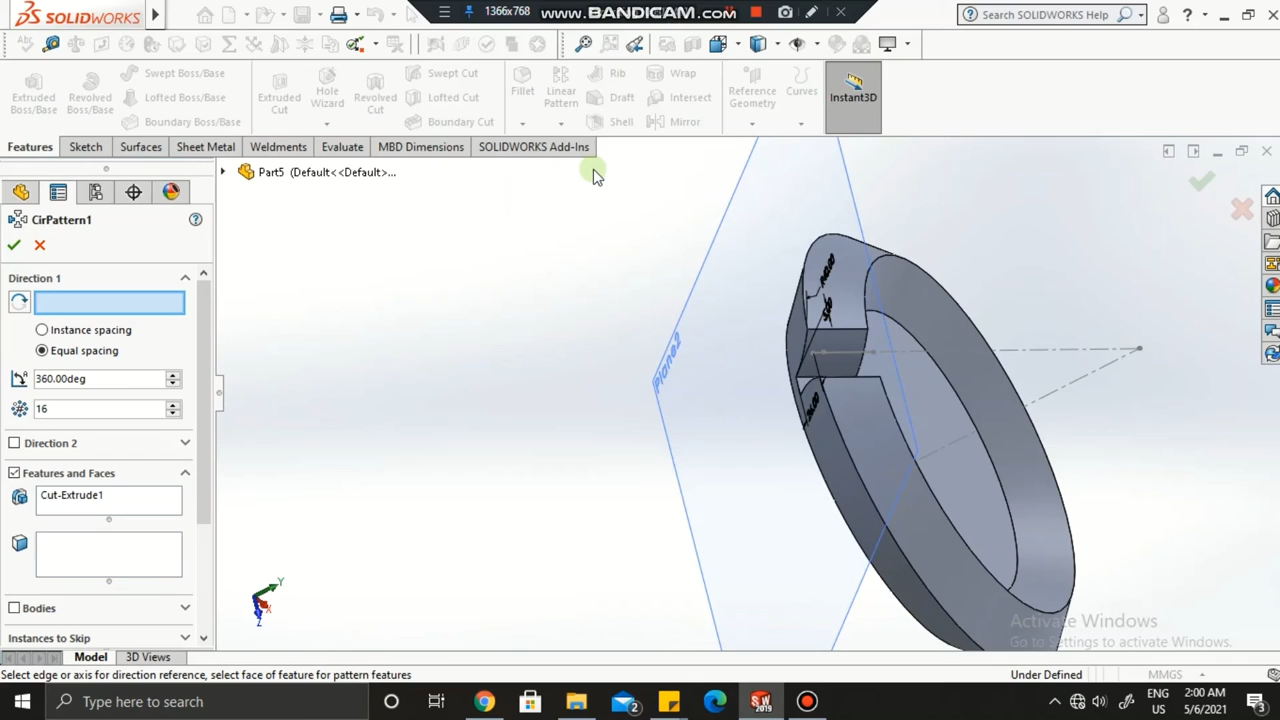 SOLIDWORKS
1366x768
WWW.BANDICAM.COM
Search SOLIDWORKS Help
Extruded Boss/Base
Revolved Boss/Base
Swept Boss/Base
Lofted Boss/Base
Boundary Boss/Base
Extruded Cut
Hole Wizard
Revolved Cut
Swept Cut
Lofted Cut
Boundary Cut
Fillet
Linear Pattern
Rib
Draft
Shell
Wrap
Intersect
Mirror
Reference Geometry
Curves
Instant3D
Features
Sketch
Surfaces
Sheet Metal
Weldments
Evaluate
MBD Dimensions
SOLIDWORKS Add-Ins
Part5 (Default<<Default>...
CirPattern1
Direction 1
Instance spacing
Equal spacing
360.00deg
16
Direction 2
Features and Faces
Cut-Extrude1
Bodies
Instances to Skip
Plane2
Y
X
Z
Activate Windows
Go to Settings to activate Windows.
Model
3D Views
Select edge or axis for direction reference, select face of feature for pattern features
Under Defined
MMGS
Type here to search
2
SW
2019
ENG
US
2:00 AM
5/6/2021
3